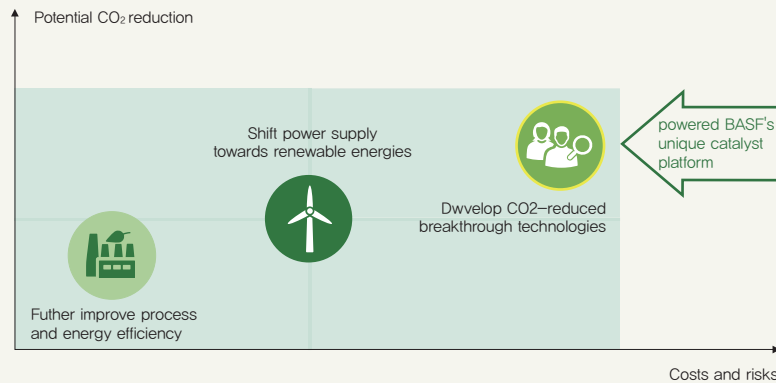 Potential CO₂ reduction
Shift power supply
towards renewable energies
powered BASF's
unique catalyst
platform
Dwvelop CO2–reduced
breakthrough technologies
Futher improve process
and energy efficiency
Costs and risks